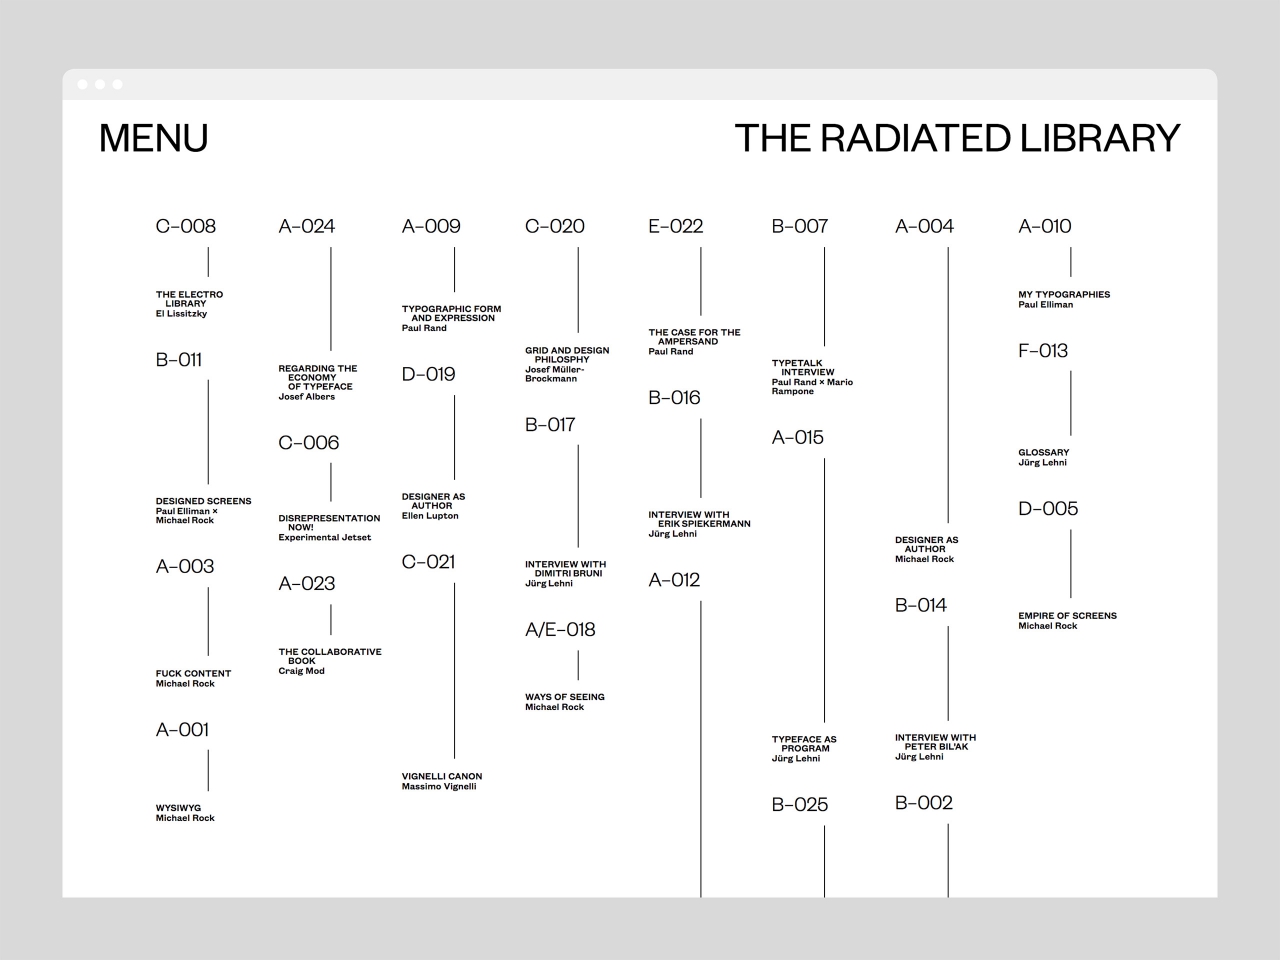 MENU
THE RADIATED LIBRARY
C–008
THE ELECTRO
LIBRARY
El Lissitzky
B–011
DESIGNED SCREENS
Paul Elliman ×
Michael Rock
A–003
FUCK CONTENT
Michael Rock
A–001
WYSIWYG
Michael Rock
A–024
REGARDING THE
ECONOMY
OF TYPEFACE
Josef Albers
C–006
DISREPRESENTATION
NOW!
Experimental Jetset
A–023
THE COLLABORATIVE
BOOK
Craig Mod
A–009
TYPOGRAPHIC FORM
AND EXPRESSION
Paul Rand
D–019
DESIGNER AS
AUTHOR
Ellen Lupton
C–021
VIGNELLI CANON
Massimo Vignelli
C–020
GRID AND DESIGN
PHILOSPHY
Josef Müller-
Brockmann
B–017
INTERVIEW WITH
DIMITRI BRUNI
Jürg Lehni
A/E–018
WAYS OF SEEING
Michael Rock
E–022
THE CASE FOR THE
AMPERSAND
Paul Rand
B–016
INTERVIEW WITH
ERIK SPIEKERMANN
Jürg Lehni
A–012
B–007
TYPETALK
INTERVIEW
Paul Rand × Mario
Rampone
A–015
TYPEFACE AS
PROGRAM
Jürg Lehni
B–025
A–004
DESIGNER AS
AUTHOR
Michael Rock
B–014
INTERVIEW WITH
PETER BIL'AK
Jürg Lehni
B–002
A–010
MY TYPOGRAPHIES
Paul Elliman
F–013
GLOSSARY
Jürg Lehni
D–005
EMPIRE OF SCREENS
Michael Rock